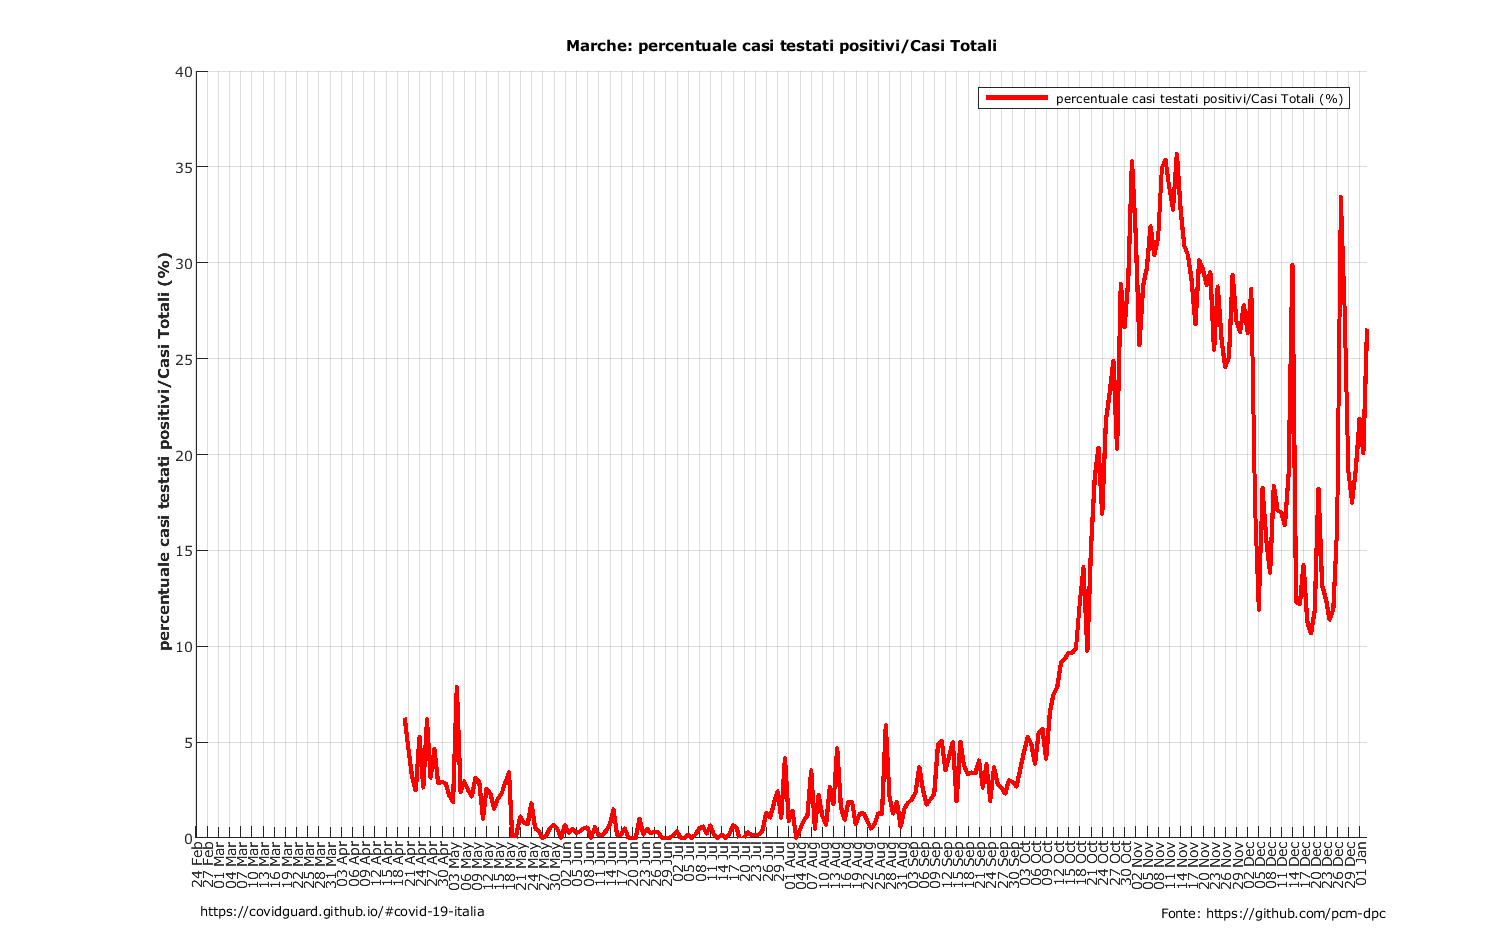 Marche: percentuale casi testati positivi/Casi Totali
percentuale casi testati positivi/Casi Totali (%)
percentuale casi testati positivi/Casi Totali (%)
40
35
30
25
20
15
10
5
0
24 Feb
27 Feb
01 Mar
04 Mar
07 Mar
10 Mar
13 Mar
16 Mar
19 Mar
22 Mar
25 Mar
28 Mar
31 Mar
03 Apr
06 Apr
09 Apr
12 Apr
15 Apr
18 Apr
21 Apr
24 Apr
27 Apr
30 Apr
03 May
06 May
09 May
12 May
15 May
18 May
21 May
24 May
27 May
30 May
02 Jun
05 Jun
08 Jun
11 Jun
14 Jun
17 Jun
20 Jun
23 Jun
26 Jun
29 Jun
02 Jul
05 Jul
08 Jul
11 Jul
14 Jul
17 Jul
20 Jul
23 Jul
26 Jul
29 Jul
01 Aug
04 Aug
07 Aug
10 Aug
13 Aug
16 Aug
19 Aug
22 Aug
25 Aug
28 Aug
31 Aug
03 Sep
06 Sep
09 Sep
12 Sep
15 Sep
18 Sep
21 Sep
24 Sep
27 Sep
30 Sep
03 Oct
06 Oct
09 Oct
12 Oct
15 Oct
18 Oct
21 Oct
24 Oct
27 Oct
30 Oct
02 Nov
05 Nov
08 Nov
11 Nov
14 Nov
17 Nov
20 Nov
23 Nov
26 Nov
29 Nov
02 Dec
05 Dec
08 Dec
11 Dec
14 Dec
17 Dec
20 Dec
23 Dec
26 Dec
29 Dec
01 Jan
https://covidguard.github.io/#covid-19-italia
Fonte: https://github.com/pcm-dpc